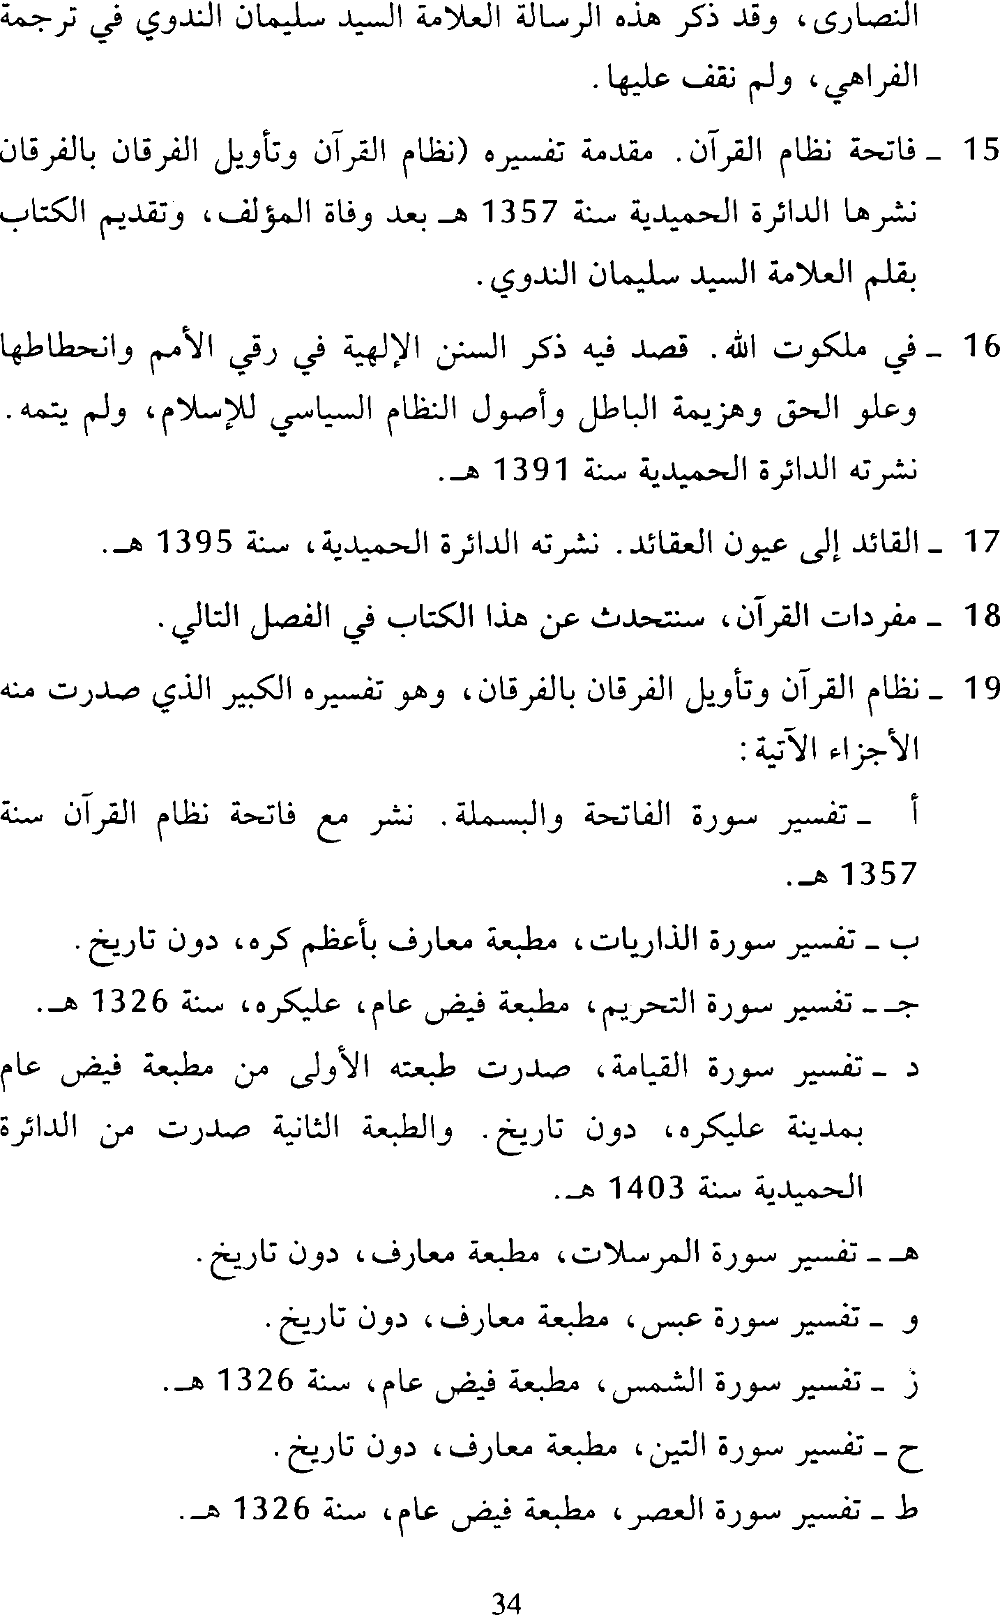 النصارى، وقد ذكر هذه الرسالة العلامة السيد سليمان الندوي في ترجمة
الفراهي، ولم نقف عليها.
15 ـ فاتحة نظام القرآن. مقدمة تفسيره (نظام القرآن وتأويل الفرقان بالفرقان
نشرها الدائرة الحميدية سنة 1357 هـ بعد وفاة المؤلف، وتقديم الكتاب
بقلم العلامة السيد سليمان الندوي.
16 ـ في ملكوت الله. قصد فيه ذكر السنن الإلهية في رقي الأمم وانحطاطها
وعلو الحق وهزيمة الباطل وأصول النظام السياسي للإسلام، ولم يتمه.
نشرته الدائرة الحميدية سنة 1391 هـ.
17 ـ القائد إلى عيون العقائد. نشرته الدائرة الحميدية، سنة 1395 هـ.
18 ـ مفردات القرآن، سنتحدث عن هذا الكتاب في الفصل التالي.
19 ـ نظام القرآن وتأويل الفرقان بالفرقان، وهو تفسيره الكبير الذي صدرت منه
الأجزاء الآتية:
أ ـ تفسير سورة الفاتحة والبسملة. نشر مع فاتحة نظام القرآن سنة
1357 هـ.
ب ـ تفسير سورة الذاريات، مطبعة معارف بأعظم كره، دون تاريخ.
جـ ـ تفسير سورة التحريم، مطبعة فيض عام، عليكره، سنة 1326 هـ.
د ـ تفسير سورة القيامة، صدرت طبعته الأولى من مطبعة فيض عام
بمدينة عليكره، دون تاريخ. والطبعة الثانية صدرت من الدائرة
الحميدية سنة 1403 هـ.
هـ ـ تفسير سورة المرسلات، مطبعة معارف، دون تاريخ.
و ـ تفسير سورة عبس، مطبعة معارف، دون تاريخ.
ز ـ تفسير سورة الشمس، مطبعة فيض عام، سنة 1326 هـ.
ح ـ تفسير سورة التين، مطبعة معارف، دون تاريخ.
ط ـ تفسير سورة العصر، مطبعة فيض عام، سنة 1326 هـ.
34